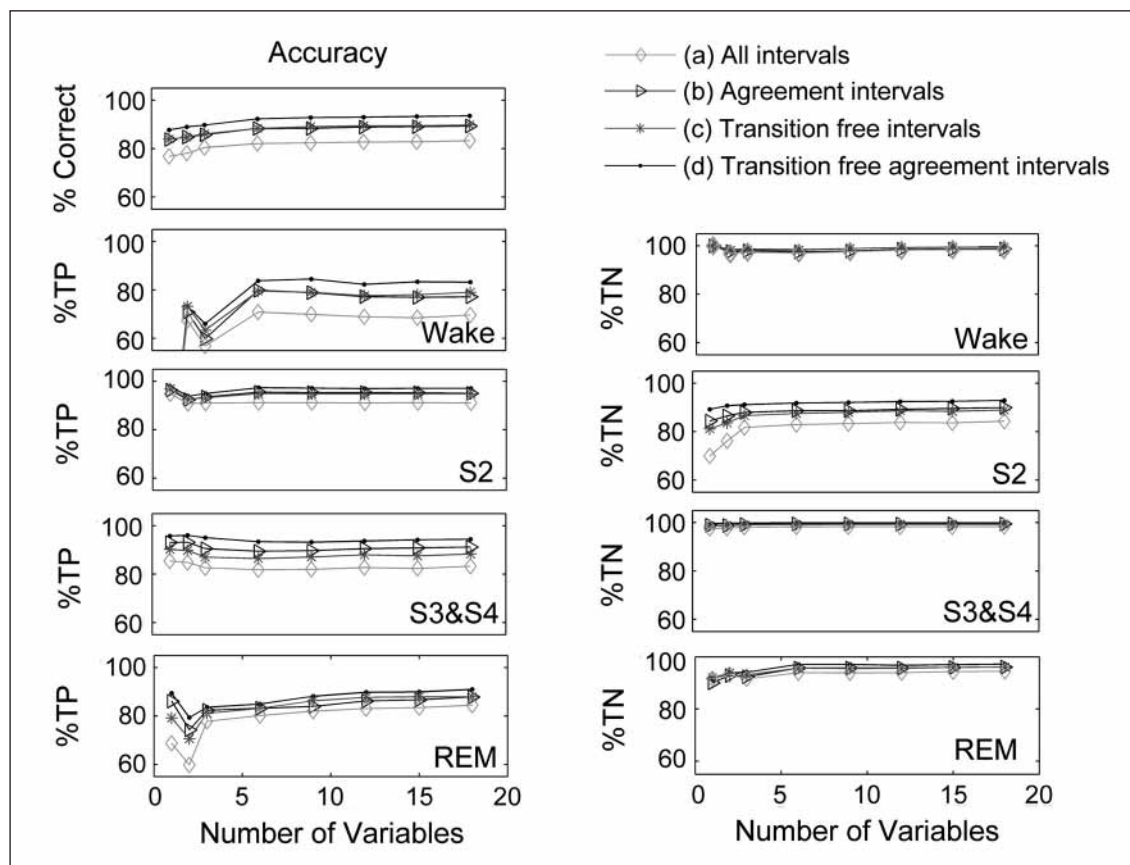 Accuracy
(a) All intervals
(b) Agreement intervals
(c) Transition free intervals
(d) Transition free agreement intervals
% Correct
100
80
60
%TP
100
80
60
Wake
%TP
100
80
60
S2
%TP
100
80
60
S3&S4
%TP
100
80
60
REM
0
5
10
15
20
Number of Variables
%TN
100
80
60
Wake
%TN
100
80
60
S2
%TN
100
80
60
S3&S4
%TN
100
80
60
REM
0
5
10
15
20
Number of Variables